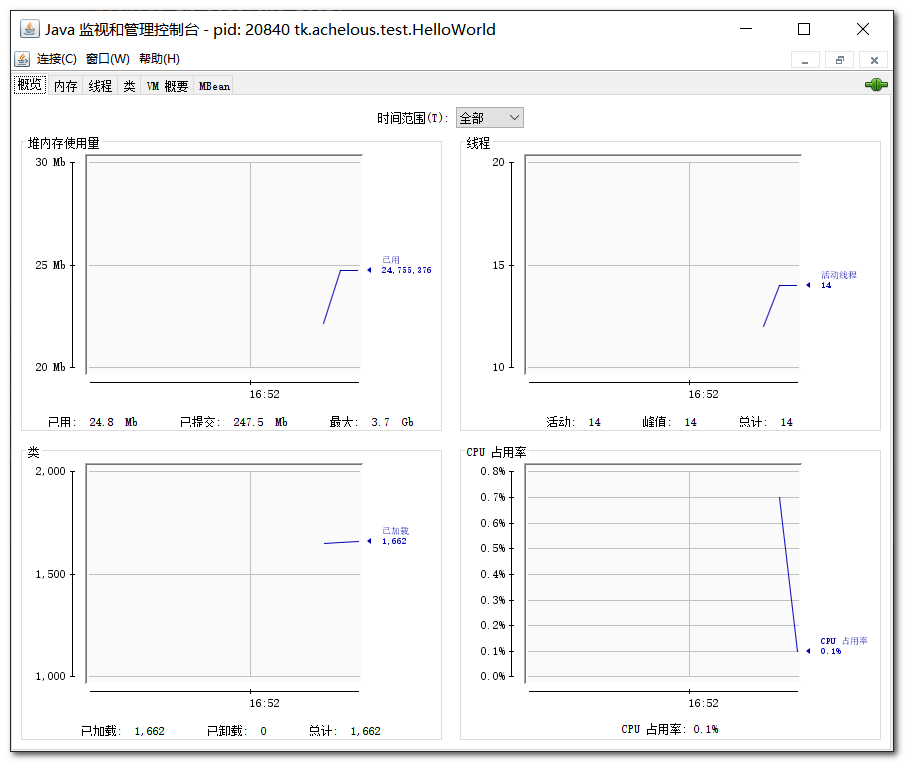 Java 监视和管理控制台 - pid: 20840 tk.achelous.test.HelloWorld
连接(C) 窗口(W) 帮助(H)
概览 内存 线程 类 VM 概要 MBean
时间范围(T): 全部
堆内存使用量
30 Mb
25 Mb
20 Mb
已用
24,755,376
16:52
已用: 24.8 Mb 已提交: 247.5 Mb 最大: 3.7 Gb
线程
20
15
10
活动线程
14
16:52
活动: 14 峰值: 14 总计: 14
类
2,000
1,500
1,000
已加载
1,662
16:52
已加载: 1,662 已卸载: 0 总计: 1,662
CPU 占用率
0.8%
0.7%
0.6%
0.5%
0.4%
0.3%
0.2%
0.1%
0.0%
CPU 占用率
0.1%
16:52
CPU 占用率: 0.1%